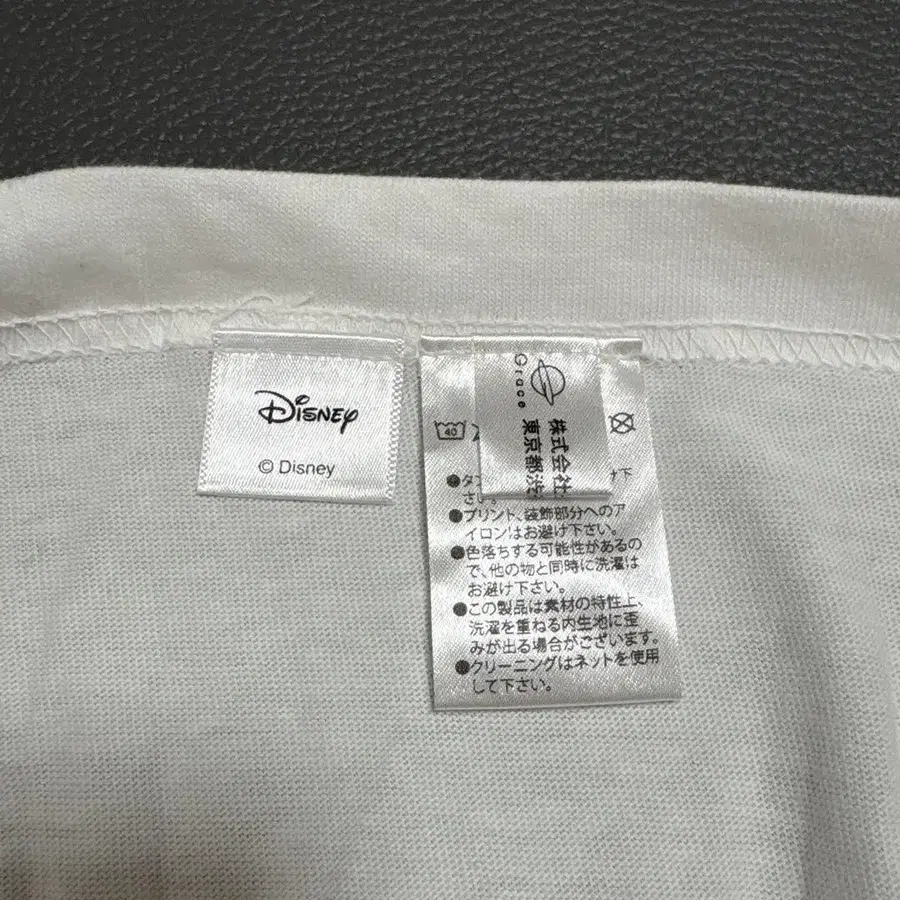 Disney
© Disney
Grace
株式会社
東京都渋
40
●タ
け下
さい。
●プリント、装飾部分へのア
イロンはお避け下さい。
●色落ちする可能性があるの
で、他の物と同時に洗濯は
お避け下さい。
●この製品は素材の特性上、
洗濯を重ねる内生地に歪
みが出る場合がございます。
●クリーニングはネットを使用
して下さい。